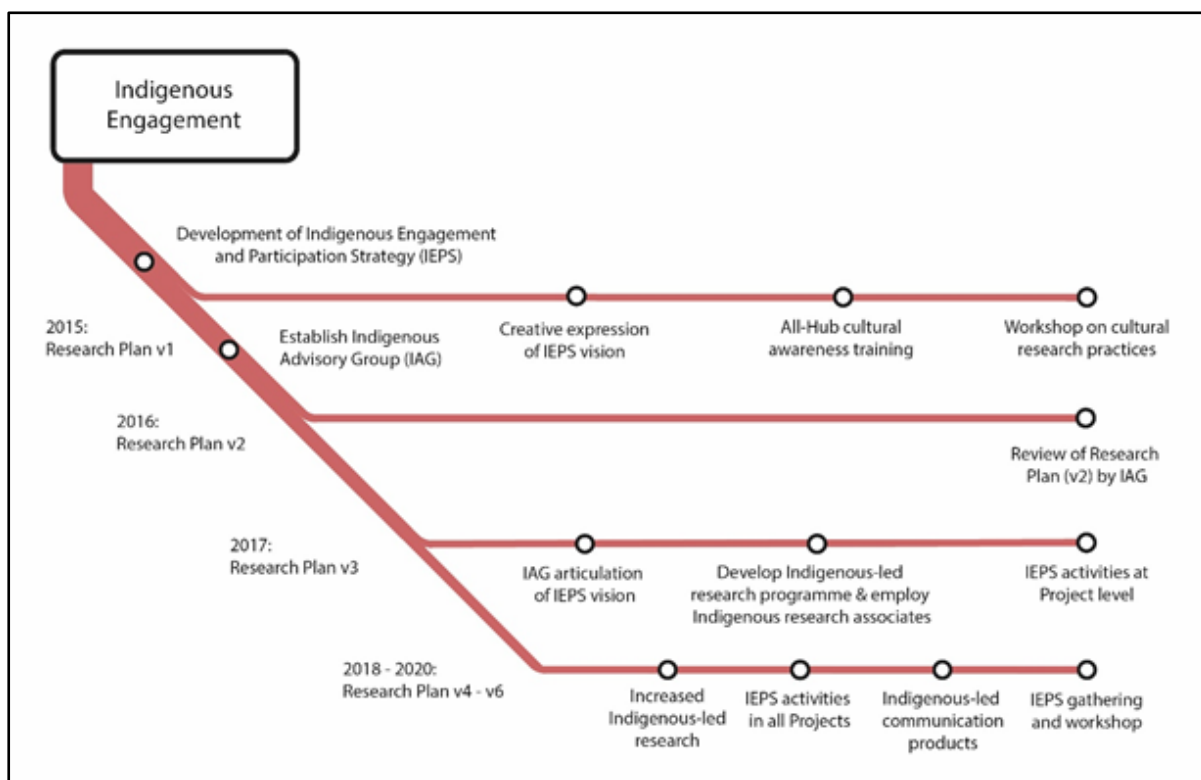 Indigenous
Engagement
Development of Indigenous Engagement
and Participation Strategy (IEPS)
2015:
Research Plan v1
Establish Indigenous
Advisory Group (IAG)
Creative expression
of IEPS vision
All-Hub cultural
awareness training
Workshop on cultural
research practices
2016:
Research Plan v2
Review of Research
Plan (v2) by IAG
2017:
Research Plan v3
IAG articulation
of IEPS vision
Develop Indigenous-led
research programme & employ
Indigenous research associates
IEPS activities at
Project level
2018 - 2020:
Research Plan v4 - v6
Increased
Indigenous-led
research
IEPS activities
in all Projects
Indigenous-led
communication
products
IEPS gathering
and workshop